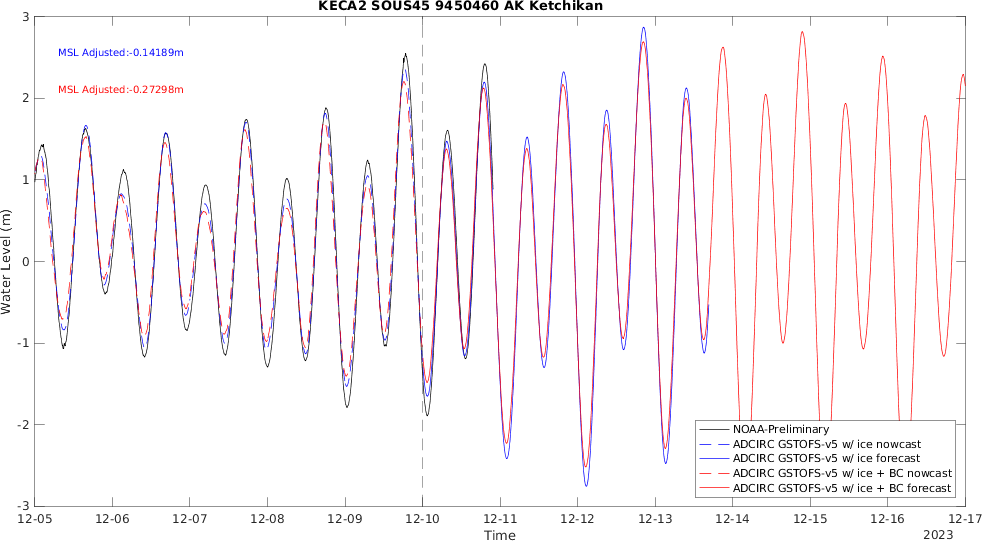 KECA2 SOUS45 9450460 AK Ketchikan
MSL Adjusted:-0.14189m
MSL Adjusted:-0.27298m
Water Level (m)
3
2
1
0
-1
-2
-3
NOAA-Preliminary
ADCIRC GSTOFS-v5 w/ ice nowcast
ADCIRC GSTOFS-v5 w/ ice forecast
ADCIRC GSTOFS-v5 w/ ice + BC nowcast
ADCIRC GSTOFS-v5 w/ ice + BC forecast
12-05 12-06 12-07 12-08 12-09 12-10 12-11 12-12 12-13 12-14 12-15 12-16 12-17
Time
2023